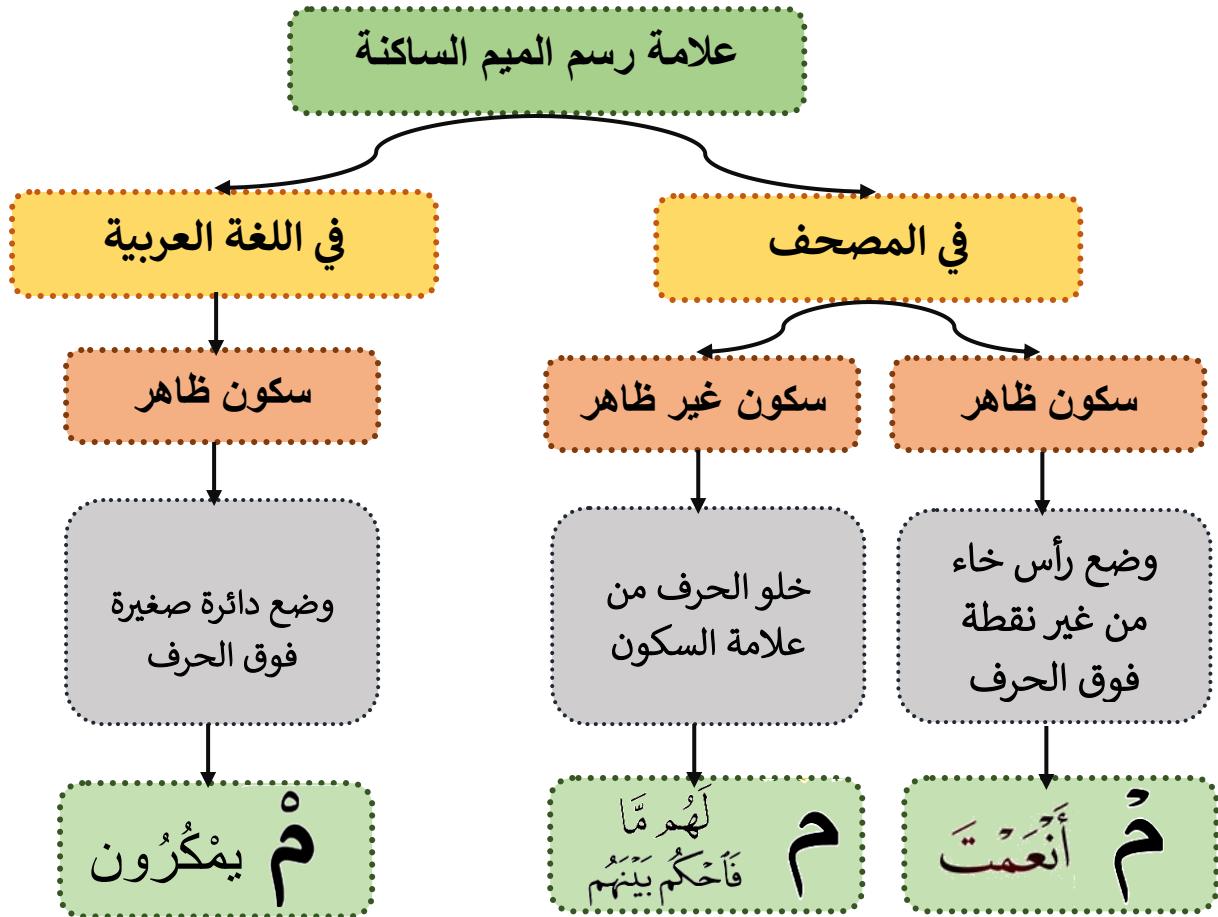 علامة رسم الميم الساكنة
في المصحف
في اللغة العربية
سكون ظاهر
سكون غير ظاهر
سكون ظاهر
وضع رأس خاء
من غير نقطة
فوق الحرف
خلو الحرف من
علامة السكون
وضع دائرة صغيرة
فوق الحرف
مۡ أَنۡعَمۡتَ
م لَهُم مَّا
فَٱحۡكُم بَيۡنَهُم
مْ يمْكُرُون